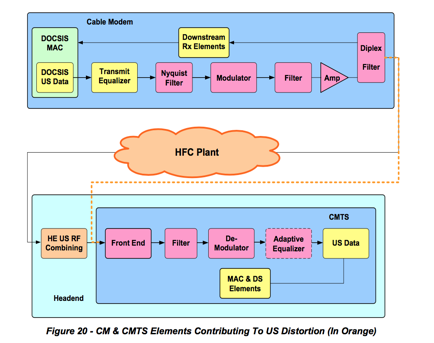 Cable Modem
DOCSIS
MAC
Downstream
Rx Elements
Diplex
Filter
DOCSIS
US Data
Transmit
Equalizer
Nyquist
Filter
Modulator
Filter
Amp
HFC Plant
CMTS
HE US RF
Combining
Front End
Filter
De-
Modulator
Adaptive
Equalizer
US Data
MAC & DS
Elements
Headend
Figure 20 - CM & CMTS Elements Contributing To US Distortion (In Orange)